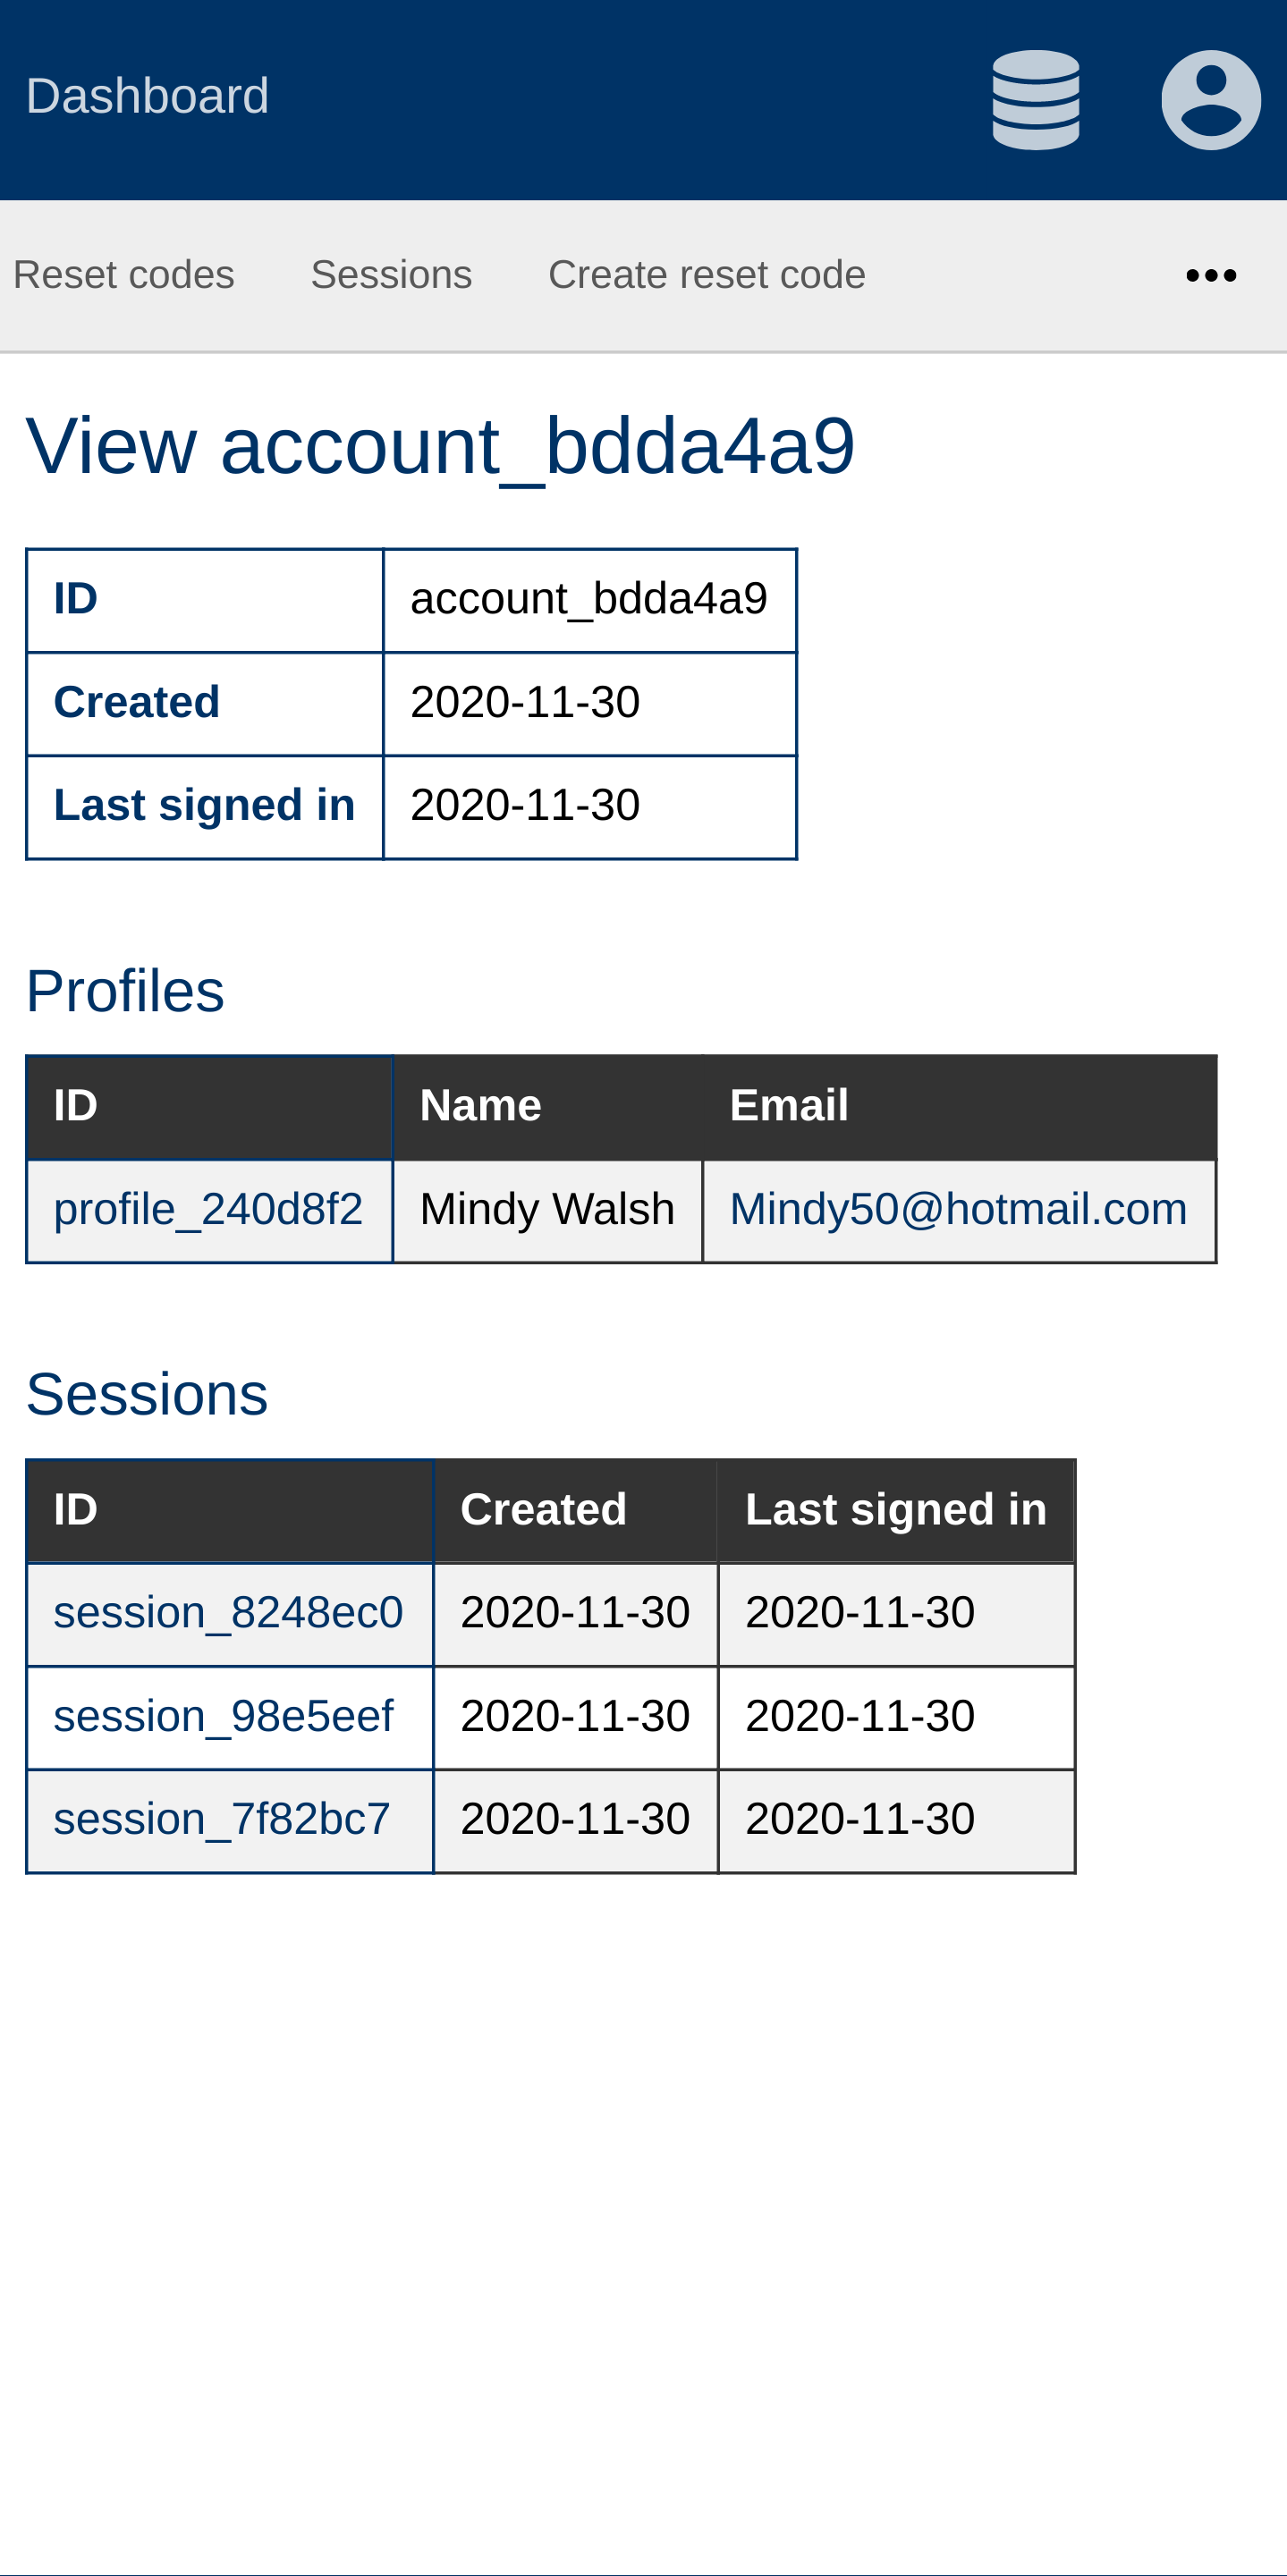 Dashboard
Reset codes Sessions Create reset code •••
View account_bdda4a9
ID account_bdda4a9
Created 2020-11-30
Last signed in 2020-11-30
Profiles
ID Name Email
profile_240d8f2 Mindy Walsh Mindy50@hotmail.com
Sessions
ID Created Last signed in
session_8248ec0 2020-11-30 2020-11-30
session_98e5eef 2020-11-30 2020-11-30
session_7f82bc7 2020-11-30 2020-11-30